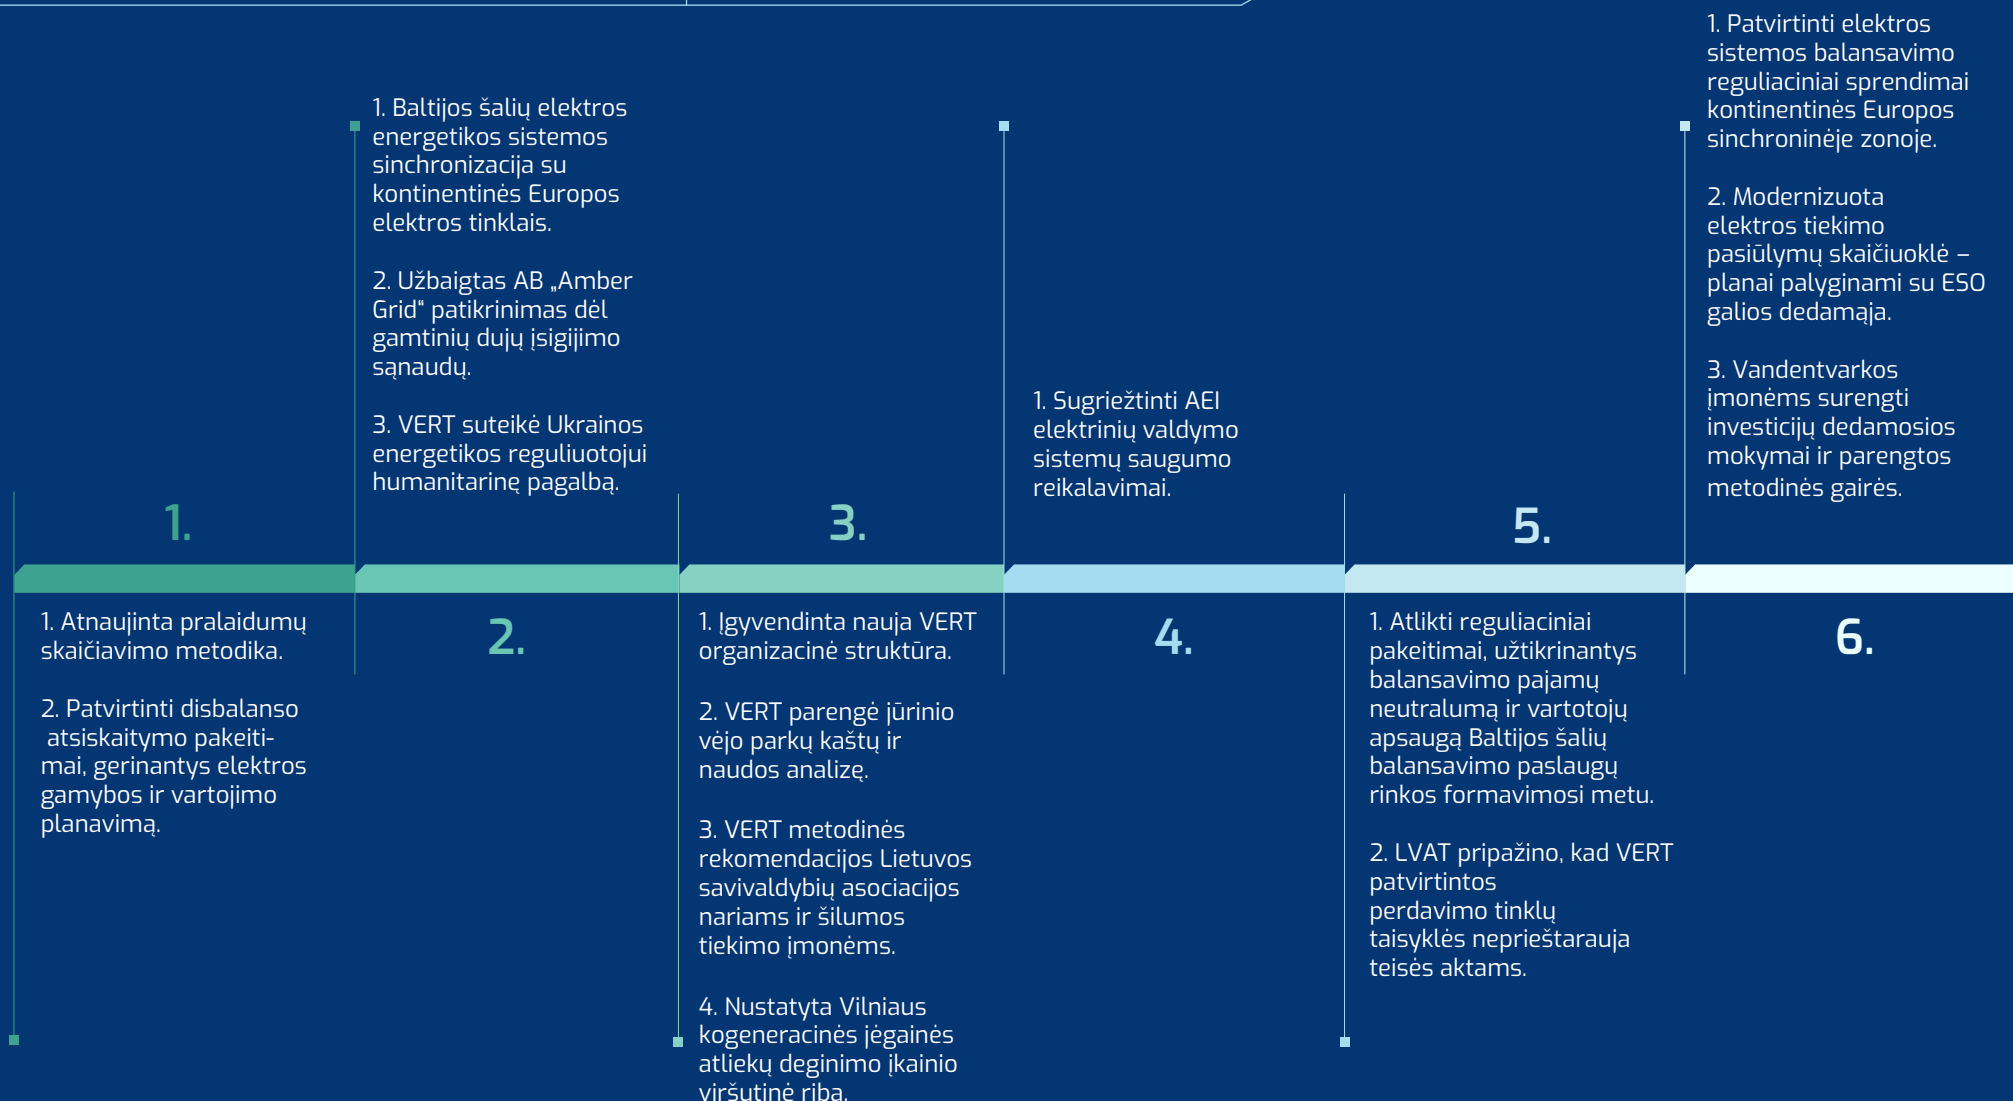 1.
1. Atnaujinta pralaidumų
skaičiavimo metodika.
2. Patvirtinti disbalanso
atsiskaitymo pakeiti-
mai, gerinantys elektros
gamybos ir vartojimo
planavimą.
1. Baltijos šalių elektros
energetikos sistemos
sinchronizacija su
kontinentinės Europos
elektros tinklais.
2. Užbaigtas AB „Amber
Grid“ patikrinimas dėl
gamtinių dujų įsigijimo
sąnaudų.
3. VERT suteikė Ukrainos
energetikos reguliuotojui
humanitarinę pagalbą.
2.
3.
1. Įgyvendinta nauja VERT
organizacinė struktūra.
2. VERT parengė jūrinio
vėjo parkų kaštų ir
naudos analizę.
3. VERT metodinės
rekomendacijos Lietuvos
savivaldybių asociacijos
nariams ir šilumos
tiekimo įmonėms.
4. Nustatyta Vilniaus
kogeneracinės jėgainės
atliekų deginimo įkainio
viršutinė riba.
1. Sugriežtinti AEI
elektrinių valdymo
sistemų saugumo
reikalavimai.
4.
5.
1. Atlikti reguliaciniai
pakeitimai, užtikrinantys
balansavimo pajamų
neutralumą ir vartotojų
apsaugą Baltijos šalių
balansavimo paslaugų
rinkos formavimosi metu.
2. LVAT pripažino, kad VERT
patvirtintos
perdavimo tinklų
taisyklės neprieštarauja
teisės aktams.
1. Patvirtinti elektros
sistemos balansavimo
reguliaciniai sprendimai
kontinentinės Europos
sinchroninėje zonoje.
2. Modernizuota
elektros tiekimo
pasiūlymų skaičiuoklė –
planai palyginami su ESO
galios dedamąja.
3. Vandentvarkos
įmonėms surengti
investicijų dedamosios
mokymai ir parengtos
metodinės gairės.
6.